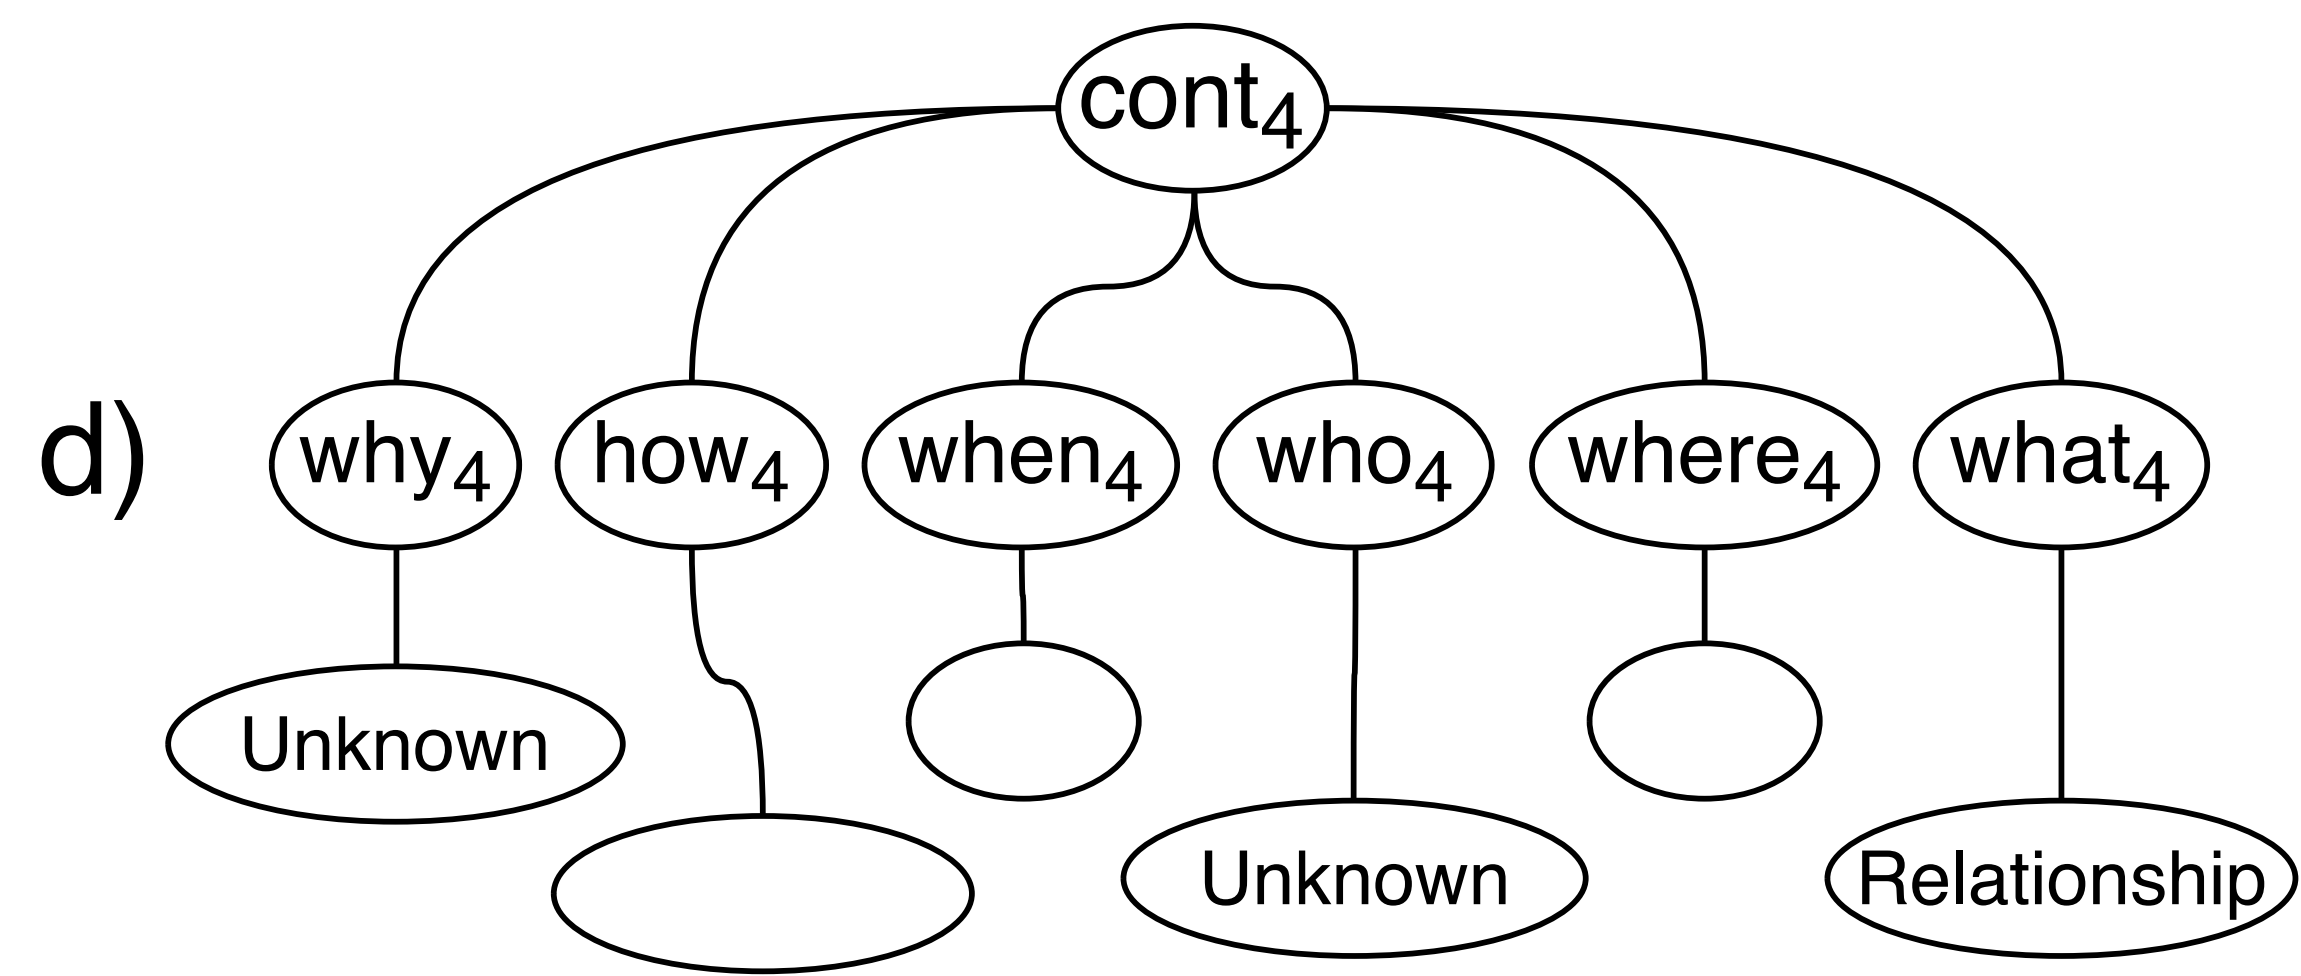 cont4
d) why4 how4 when4 who4 where4 what4
Unknown
Unknown Relationship